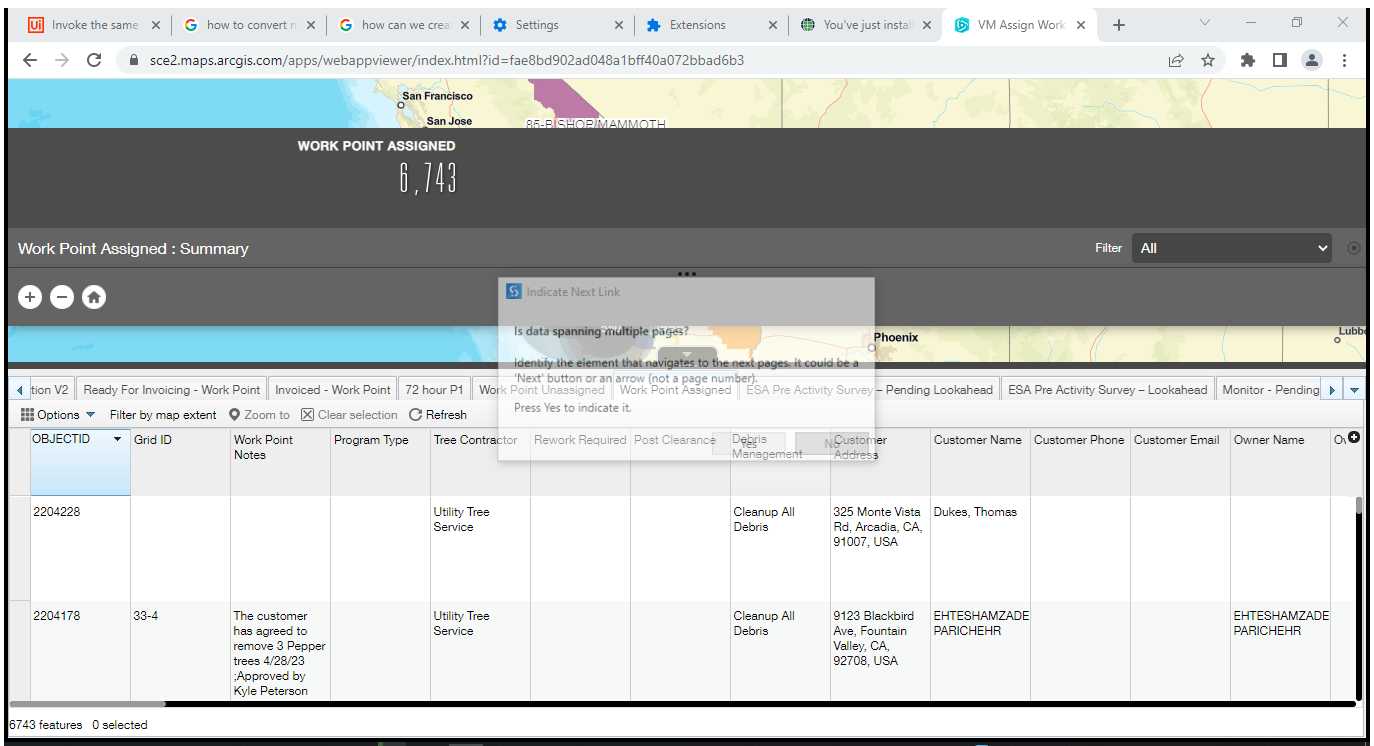 Invoke the same
how to convert n
how can we creat
Settings
Extensions
You've just instal
VM Assign Work
sce2.maps.arcgis.com/apps/webappviewer/index.html?id=fae8bd902ad048a1bff40a072bbad6b3
San Francisco
San Jose
85-BISHOP/MAMMOTH
WORK POINT ASSIGNED
6,743
Work Point Assigned : Summary
Filter All
Indicate Next Link
Is data spanning multiple pages?
Identify the element that navigates to the next pages. It could be a
'Next' button or an arrow (not a page number).
Press Yes to indicate it.
Yes No
Phoenix
Lubbo
tion V2 Ready For Invoicing - Work Point Invoiced - Work Point 72 hour P1 Work Point Unassigned Work Point Assigned ESA Pre Activity Survey – Pending Lookahead ESA Pre Activity Survey – Lookahead Monitor - Pending
Options Filter by map extent Zoom to Clear selection Refresh
OBJECTID
Grid ID
Work Point
Notes
Program Type
Tree Contractor
Rework Required
Post Clearance
Debris
Management
Customer
Address
Customer Name
Customer Phone
Customer Email
Owner Name
2204228
Utility Tree
Service
Cleanup All
Debris
325 Monte Vista
Rd, Arcadia, CA,
91007, USA
Dukes, Thomas
2204178
33-4
The customer
has agreed to
remove 3 Pepper
trees 4/28/23
;Approved by
Kyle Peterson
Utility Tree
Service
Cleanup All
Debris
9123 Blackbird
Ave, Fountain
Valley, CA,
92708, USA
EHTESHAMZADE
PARICHEHR
EHTESHAMZADE
PARICHEHR
6743 features 0 selected